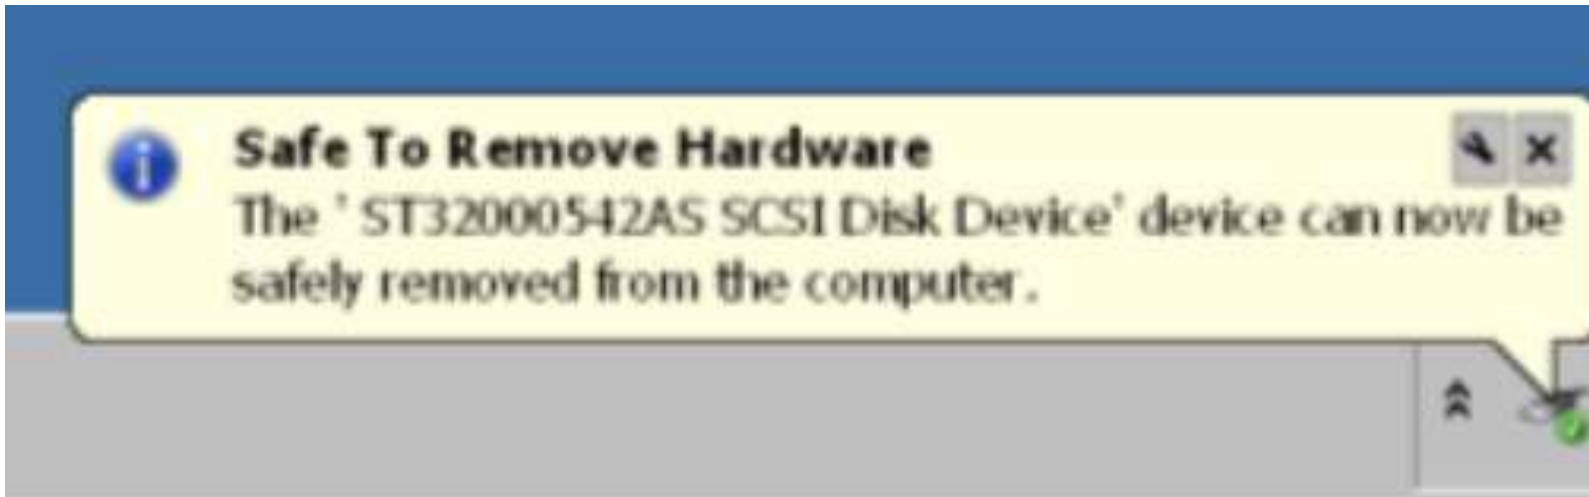 Safe To Remove Hardware
The ' ST32000542AS SCSI Disk Device' device can now be
safely removed from the computer.